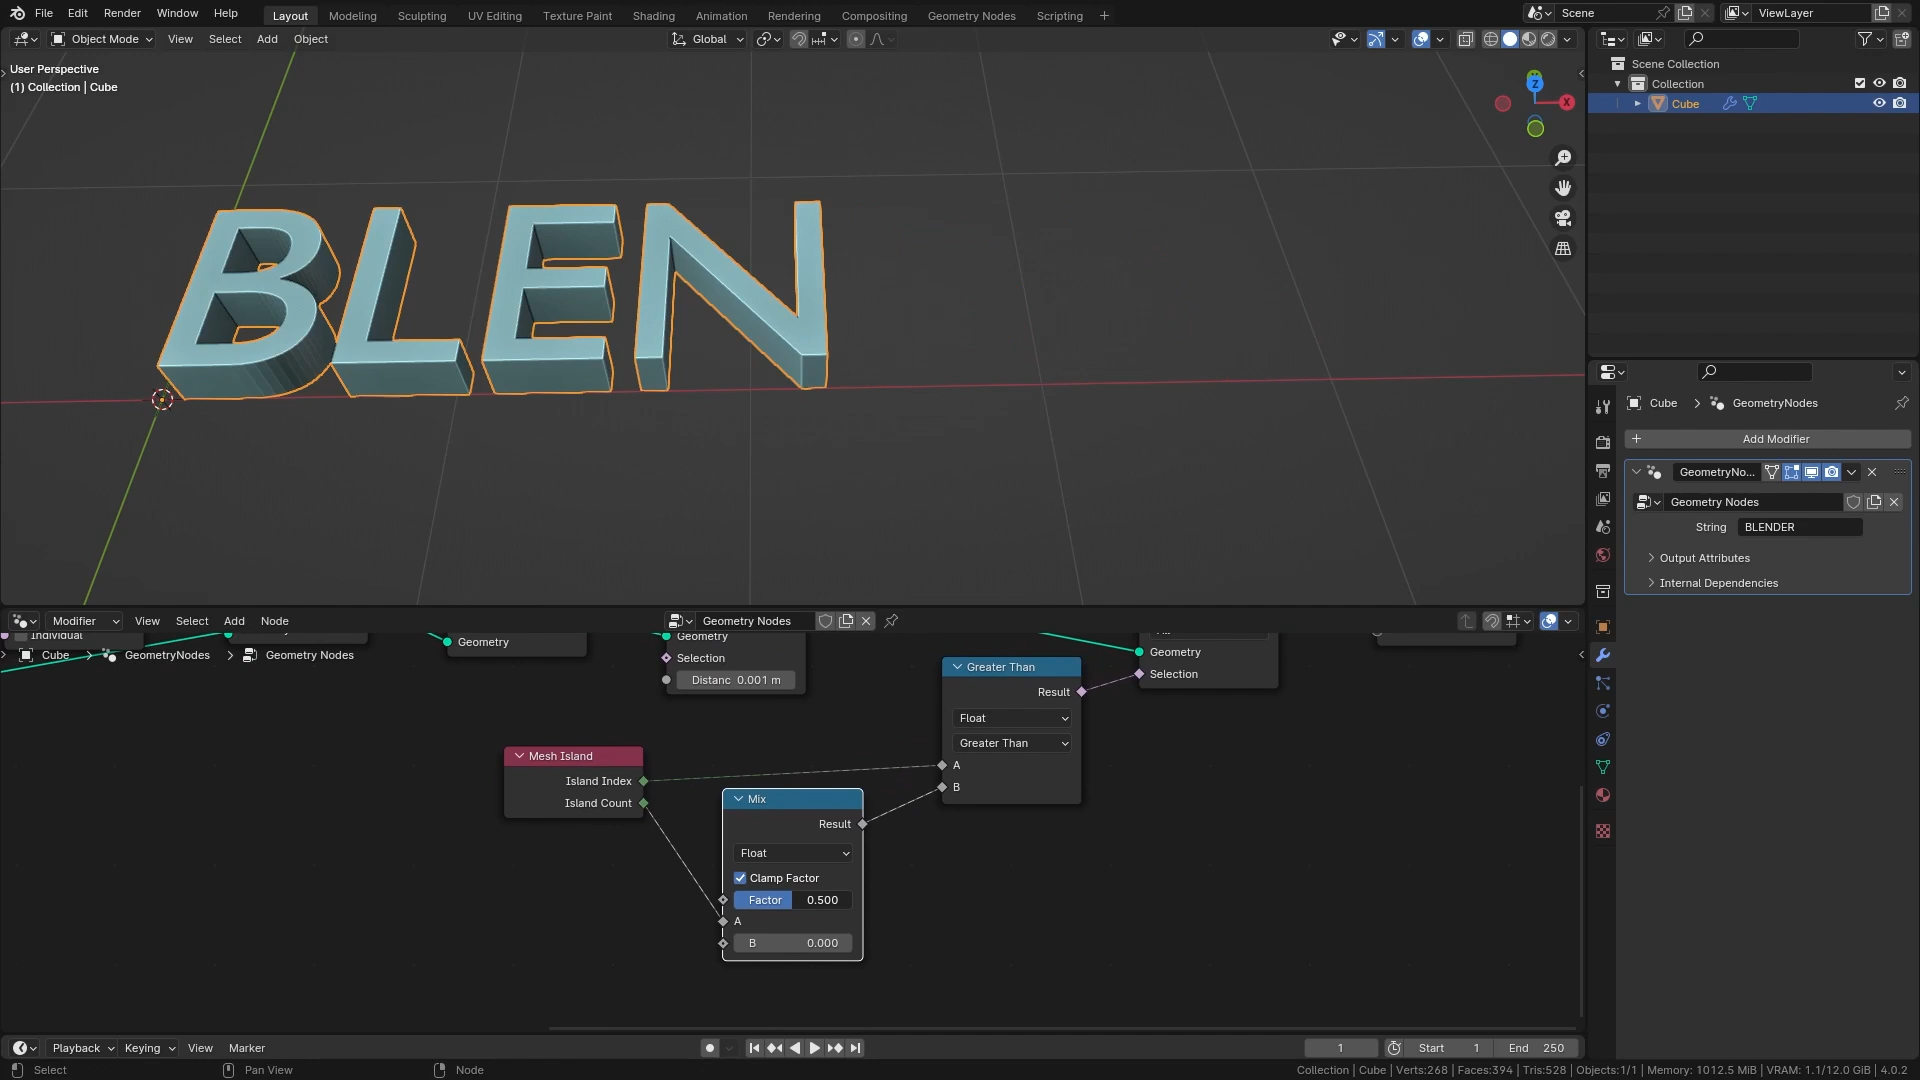 File Edit Render Window Help Layout Modeling Sculpting UV Editing Texture Paint Shading Animation Rendering Compositing Geometry Nodes Scripting + Scene ViewLayer
Object Mode View Select Add Object Global
User Perspective
(1) Collection | Cube
Z
X
Scene Collection
Collection
Cube
BLEN
Cube > GeometryNodes
+ Add Modifier
GeometryNo...
Geometry Nodes
String BLENDER
Output Attributes
Internal Dependencies
Modifier View Select Add Node Geometry Nodes
Individual
Cube > GeometryNodes > Geometry Nodes
Geometry
Geometry
Selection
Distanc 0.001 m
Geometry
Selection
Greater Than
Result
Float
Greater Than
A
B
Mesh Island
Island Index
Island Count
Mix
Result
Float
Clamp Factor
Factor 0.500
A
B 0.000
Playback Keying View Marker 1 Start 1 End 250
Select Pan View Node Collection | Cube | Verts:268 | Faces:394 | Tris:528 | Objects:1/1 | Memory: 1012.5 MiB | VRAM: 1.1/12.0 GiB | 4.0.2